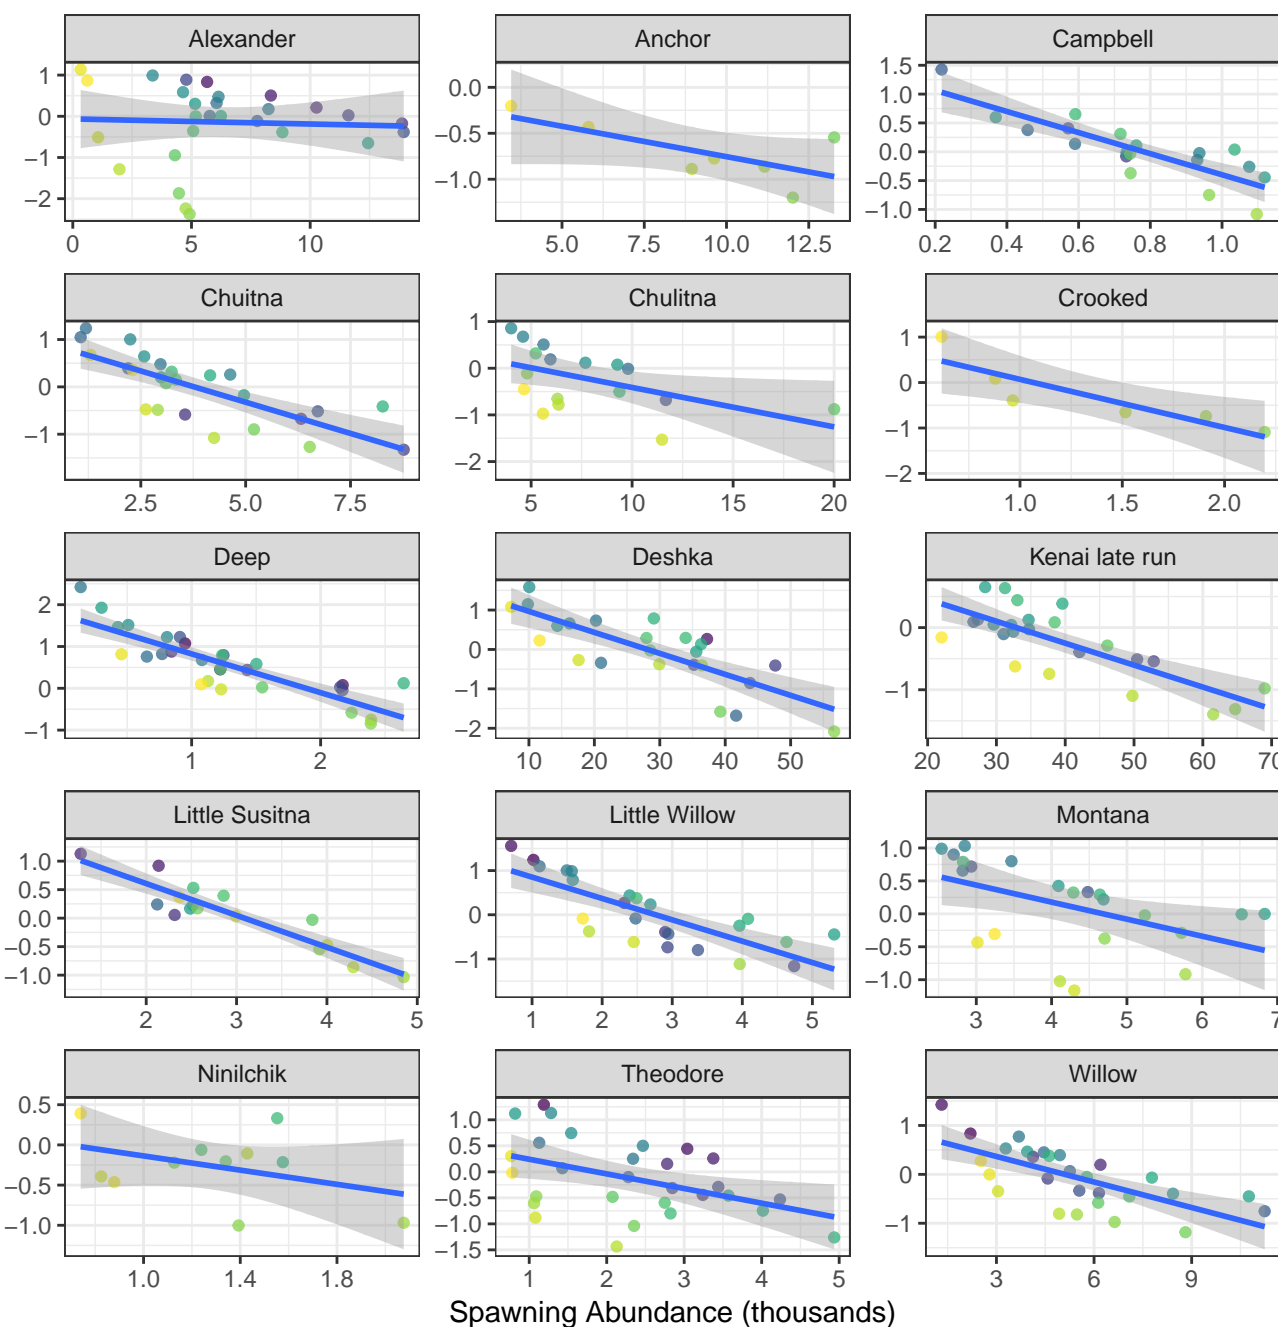 Alexander Anchor Campbell
1 0.0 1.5
0 −0.5 1.0
−1 −1.0 0.5
−2 0.0
−0.5
−1.0
0 5 10 5.0 7.5 10.0 12.5 0.2 0.4 0.6 0.8 1.0
Chuitna Chulitna Crooked
1 1 1
0 0 0
−1 −1 −1
−2 −2
2.5 5.0 7.5 5 10 15 20 1.0 1.5 2.0
Deep Deshka Kenai late run
2 1 0
1 0 −1
0 −1
−1 −2
1 2 10 20 30 40 50 20 30 40 50 60 70
Little Susitna Little Willow Montana
1.0 1 1.0
0.5 0 0.5
0.0 −1 0.0
−0.5 −0.5
−1.0 −1.0
2 3 4 5 1 2 3 4 5 3 4 5 6 7
Ninilchik Theodore Willow
0.5 1.0 1
0.0 0.5 0
−0.5 0.0 −1
−1.0 −0.5
−1.0
−1.5
1.0 1.4 1.8 1 2 3 4 5 3 6 9
Spawning Abundance (thousands)